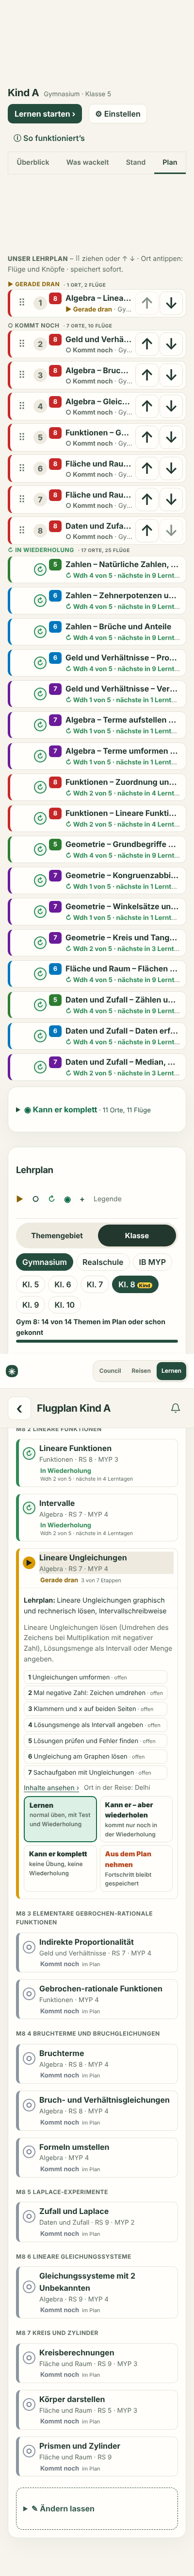 Kind A Gymnasium · Klasse 5
Lernen starten › ⚙ Einstellen
ⓘ So funktioniert's
Überblick Was wackelt Stand Plan
UNSER LEHRPLAN – ⠿ ziehen oder ↑ ↓ · Ort antippen:
Flüge und Knöpfe · speichert sofort.
▶ GERADE DRAN · 1 ORT, 2 FLÜGE
1 8 Algebra – Linea…
▶ Gerade dran · Gy…
○ KOMMT NOCH · 7 ORTE, 10 FLÜGE
2 8 Geld und Verhä…
○ Kommt noch · Gy…
3 8 Algebra – Bruc…
○ Kommt noch · Gy…
4 8 Algebra – Gleic…
○ Kommt noch · Gy…
5 8 Funktionen – G…
○ Kommt noch · Gy…
6 8 Fläche und Rau…
○ Kommt noch · Gy…
7 8 Fläche und Rau…
○ Kommt noch · Gy…
8 8 Daten und Zufa…
○ Kommt noch · Gy…
↻ IN WIEDERHOLUNG · 17 ORTE, 25 FLÜGE
5 Zahlen – Natürliche Zahlen, …
↻ Wdh 4 von 5 · nächste in 9 Lernt…
6 Zahlen – Zehnerpotenzen u…
↻ Wdh 4 von 5 · nächste in 9 Lernt…
6 Zahlen – Brüche und Anteile
↻ Wdh 4 von 5 · nächste in 9 Lernt…
6 Geld und Verhältnisse – Pro…
↻ Wdh 4 von 5 · nächste in 9 Lernt…
7 Geld und Verhältnisse – Ver…
↻ Wdh 1 von 5 · nächste in 1 Lernt…
7 Algebra – Terme aufstellen …
↻ Wdh 1 von 5 · nächste in 1 Lernt…
7 Algebra – Terme umformen …
↻ Wdh 1 von 5 · nächste in 1 Lernt…
8 Funktionen – Zuordnung un…
↻ Wdh 2 von 5 · nächste in 4 Lernt…
8 Funktionen – Lineare Funkti…
↻ Wdh 2 von 5 · nächste in 4 Lernt…
5 Geometrie – Grundbegriffe …
↻ Wdh 4 von 5 · nächste in 9 Lernt…
7 Geometrie – Kongruenzabbi…
↻ Wdh 1 von 5 · nächste in 1 Lernt…
7 Geometrie – Winkelsätze un…
↻ Wdh 1 von 5 · nächste in 1 Lernt…
7 Geometrie – Kreis und Tang…
↻ Wdh 2 von 5 · nächste in 3 Lernt…
6 Fläche und Raum – Flächen …
↻ Wdh 4 von 5 · nächste in 9 Lernt…
5 Daten und Zufall – Zählen u…
↻ Wdh 4 von 5 · nächste in 9 Lernt…
6 Daten und Zufall – Daten erf…
↻ Wdh 4 von 5 · nächste in 9 Lernt…
7 Daten und Zufall – Median, …
↻ Wdh 2 von 5 · nächste in 3 Lernt…
▶ ◉ Kann er komplett · 11 Orte, 11 Flüge
Lehrplan
▶ ○ ↻ ◉ + Legende
Themengebiet Klasse
Gymnasium Realschule IB MYP
Kl. 5 Kl. 6 Kl. 7 Kl. 8 Kind
Kl. 9 Kl. 10
Gym 8: 14 von 14 Themen im Plan oder schon
gekonnt
Council Reisen Lernen
‹ Flugplan Kind A
M8 2 LINEARE FUNKTIONEN
Lineare Funktionen
Funktionen · RS 8 · MYP 3
In Wiederholung
Wdh 2 von 5 · nächste in 4 Lerntagen
Intervalle
Algebra · RS 7 · MYP 4
In Wiederholung
Wdh 2 von 5 · nächste in 4 Lerntagen
Lineare Ungleichungen
Algebra · RS 7 · MYP 4
Gerade dran 3 von 7 Etappen
Lehrplan: Lineare Ungleichungen graphisch
und rechnerisch lösen, Intervallschreibweise
Lineare Ungleichungen lösen (Umdrehen des
Zeichens bei Multiplikation mit negativer
Zahl), Lösungsmenge als Intervall oder Menge
angeben.
1 Ungleichungen umformen · offen
2 Mal negative Zahl: Zeichen umdrehen · offen
3 Klammern und x auf beiden Seiten · offen
4 Lösungsmenge als Intervall angeben · offen
5 Lösungen prüfen und Fehler finden · offen
6 Ungleichung am Graphen lösen · offen
7 Sachaufgaben mit Ungleichungen · offen
Inhalte ansehen › Ort in der Reise: Delhi
Lernen
normal üben, mit Test
und Wiederholung
Kann er – aber
wiederholen
kommt nur noch in
der Wiederholung
Kann er komplett
keine Übung, keine
Wiederholung
Aus dem Plan
nehmen
Fortschritt bleibt
gespeichert
M8 3 ELEMENTARE GEBROCHEN-RATIONALE
FUNKTIONEN
Indirekte Proportionalität
Geld und Verhältnisse · RS 7 · MYP 4
Kommt noch im Plan
Gebrochen-rationale Funktionen
Funktionen · MYP 4
Kommt noch im Plan
M8 4 BRUCHTERME UND BRUCHGLEICHUNGEN
Bruchterme
Algebra · RS 8 · MYP 4
Kommt noch im Plan
Bruch- und Verhältnisgleichungen
Algebra · RS 8 · MYP 4
Kommt noch im Plan
Formeln umstellen
Algebra · MYP 4
Kommt noch im Plan
M8 5 LAPLACE-EXPERIMENTE
Zufall und Laplace
Daten und Zufall · RS 9 · MYP 2
Kommt noch im Plan
M8 6 LINEARE GLEICHUNGSSYSTEME
Gleichungssysteme mit 2
Unbekannten
Algebra · RS 9 · MYP 4
Kommt noch im Plan
M8 7 KREIS UND ZYLINDER
Kreisberechnungen
Fläche und Raum · RS 9 · MYP 3
Kommt noch im Plan
Körper darstellen
Fläche und Raum · RS 5 · MYP 3
Kommt noch im Plan
Prismen und Zylinder
Fläche und Raum · RS 9
Kommt noch im Plan
▶ ✎ Ändern lassen